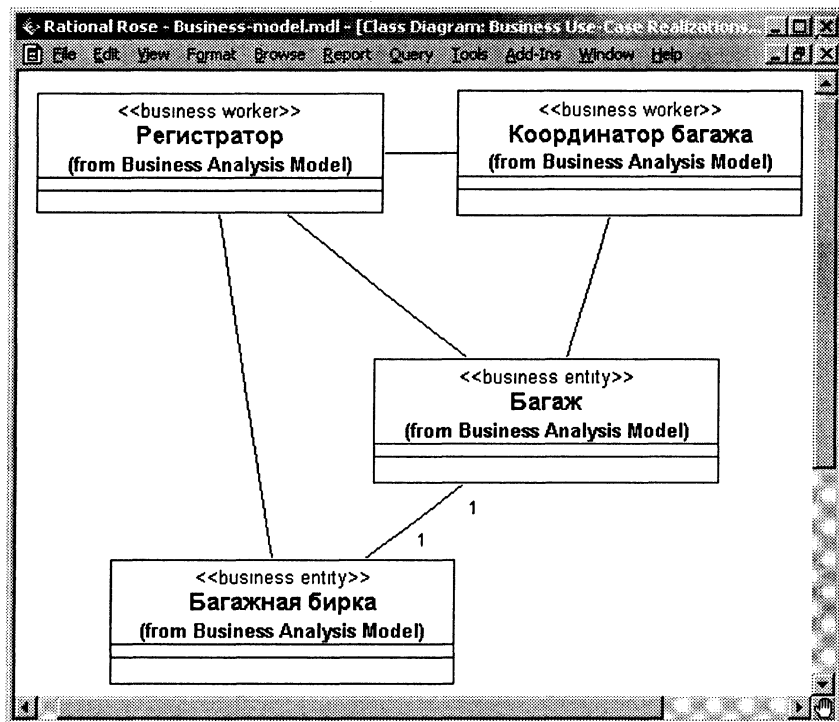 Rational Rose - Business-model.mdl - [Class Diagram: Business Use-Case Realizations...
File Edit View Format Browse Report Query Tools Add-Ins Window Help
<<business worker>>
Регистратор
(from Business Analysis Model)
<<business worker>>
Координатор багажа
(from Business Analysis Model)
<<business entity>>
Багаж
(from Business Analysis Model)
1
1
<<business entity>>
Багажная бирка
(from Business Analysis Model)